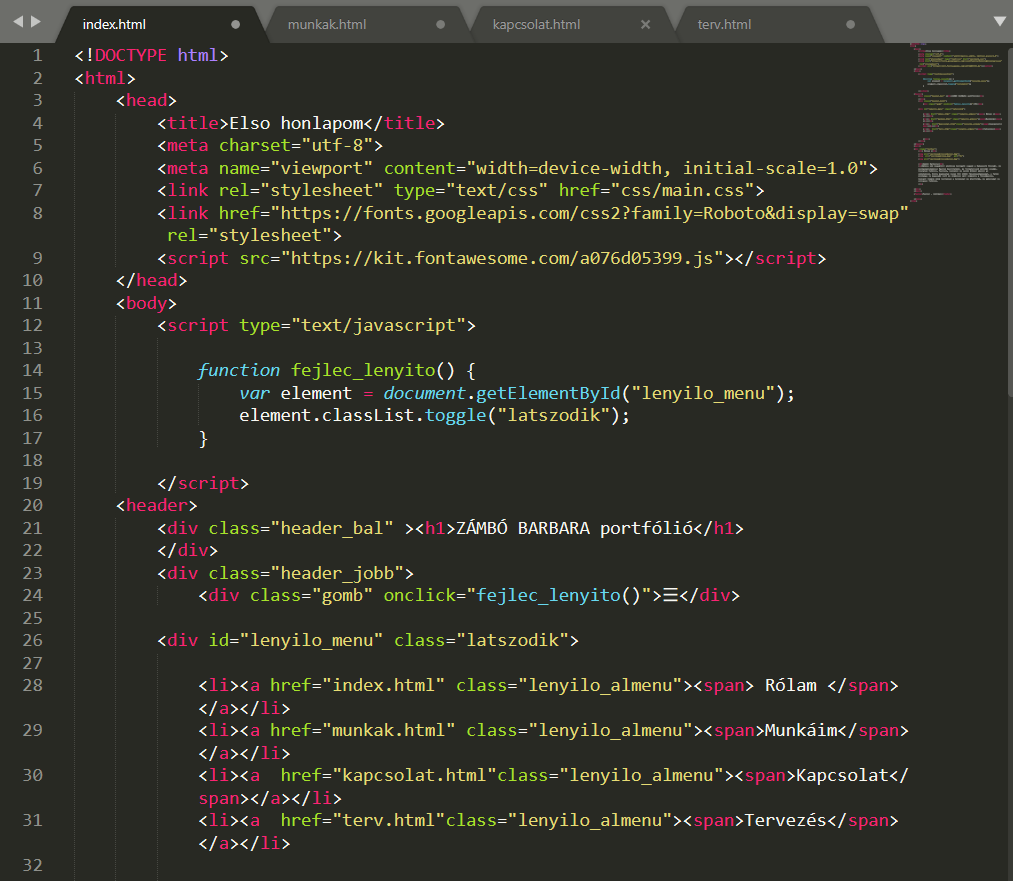 index.html munkak.html kapcsolat.html terv.html
1 <!DOCTYPE html>
2 <html>
3 <head>
4 <title>Elso honlapom</title>
5 <meta charset="utf-8">
6 <meta name="viewport" content="width=device-width, initial-scale=1.0">
7 <link rel="stylesheet" type="text/css" href="css/main.css">
8 <link href="https://fonts.googleapis.com/css2?family=Roboto&display=swap"
rel="stylesheet">
9 <script src="https://kit.fontawesome.com/a076d05399.js"></script>
10 </head>
11 <body>
12 <script type="text/javascript">
13
14 function fejlec_lenyito() {
15 var element = document.getElementById("lenyilo_menu");
16 element.classList.toggle("latszodik");
17 }
18
19 </script>
20 <header>
21 <div class="header_bal" ><h1>ZÁMBÓ BARBARA portfólió</h1>
22 </div>
23 <div class="header_jobb">
24 <div class="gomb" onclick="fejlec_lenyito()">☰</div>
25
26 <div id="lenyilo_menu" class="latszodik">
27
28 <li><a href="index.html" class="lenyilo_almenu"><span> Rólam </span>
</a></li>
29 <li><a href="munkak.html" class="lenyilo_almenu"><span>Munkáim</span>
</a></li>
30 <li><a  href="kapcsolat.html"class="lenyilo_almenu"><span>Kapcsolat</
span></a></li>
31 <li><a  href="terv.html"class="lenyilo_almenu"><span>Tervezés</span>
</a></li>
32